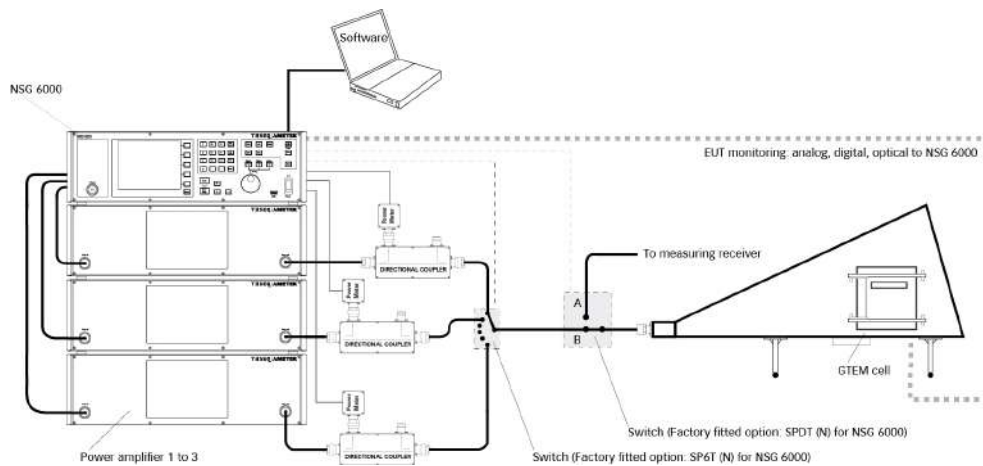 Software
NSG 6000
EUT monitoring: analog, digital, optical to NSG 6000
Power Meter
DIRECTIONAL COUPLER
To measuring receiver
A
B
Power Meter
DIRECTIONAL COUPLER
GTEM cell
Power Meter
DIRECTIONAL COUPLER
Switch (Factory fitted option: SPDT (N) for NSG 6000)
Power amplifier 1 to 3
Switch (Factory fitted option: SP6T (N) for NSG 6000)